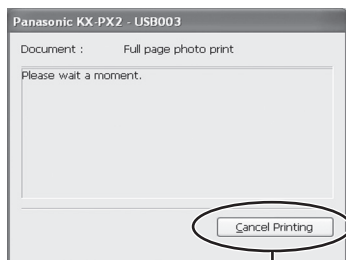 Panasonic KX-PX2 - USB003
Document : Full page photo print
Please wait a moment.
Cancel Printing